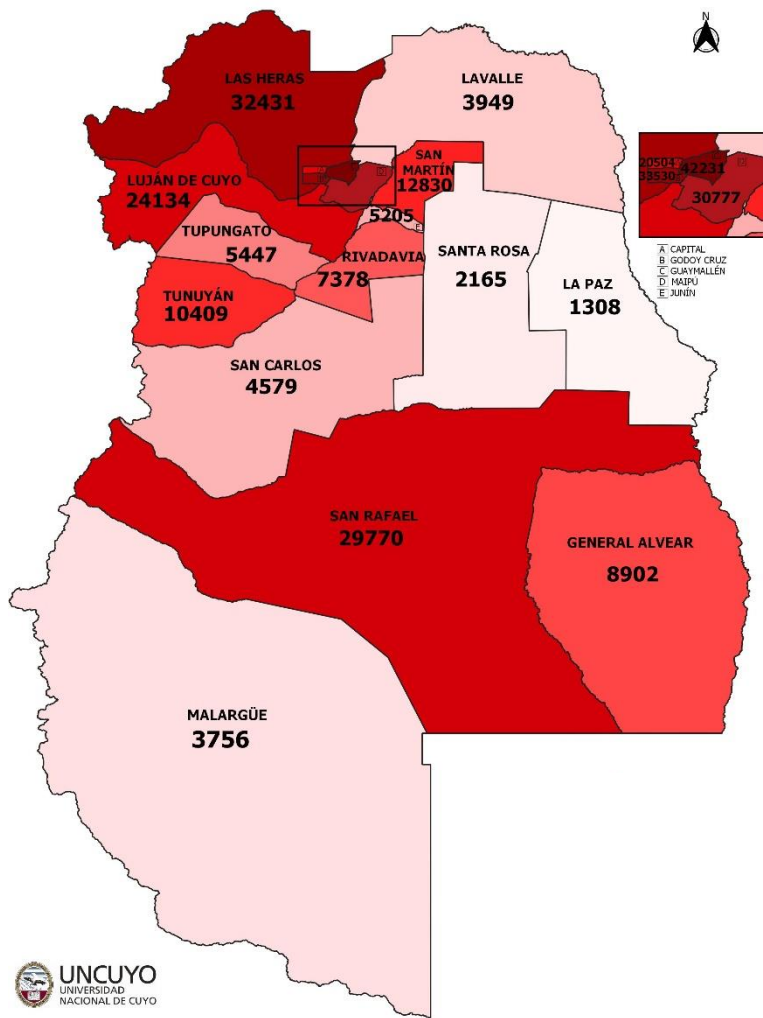 N
LAS HERAS
32431
LAVALLE
3949
SAN
MARTÍN
12830
LUJÁN DE CUYO
24134
20504
33530
42231
30777
5205
TUPUNGATO
5447
RIVADAVIA
7378
SANTA ROSA
2165
LA PAZ
1308
A CAPITAL
B GODOY CRUZ
C GUAYMALLÉN
D MAIPÚ
E JUNÍN
TUNUYÁN
10409
SAN CARLOS
4579
SAN RAFAEL
29770
GENERAL ALVEAR
8902
MALARGÜE
3756
UNCUYO
UNIVERSIDAD
NACIONAL DE CUYO